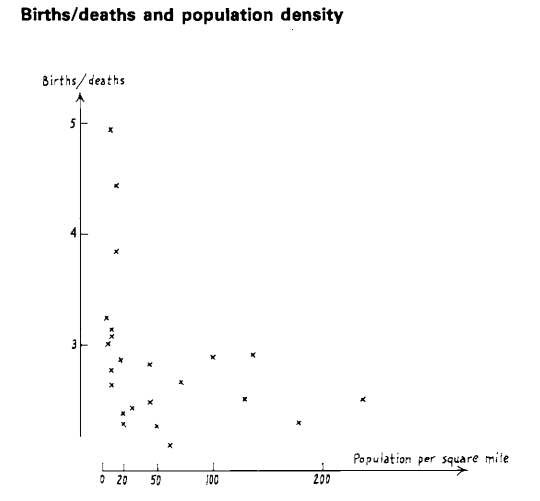 Births/deaths and population density
Births/deaths
5
4
3
Population per square mile
0 20 50 100 200